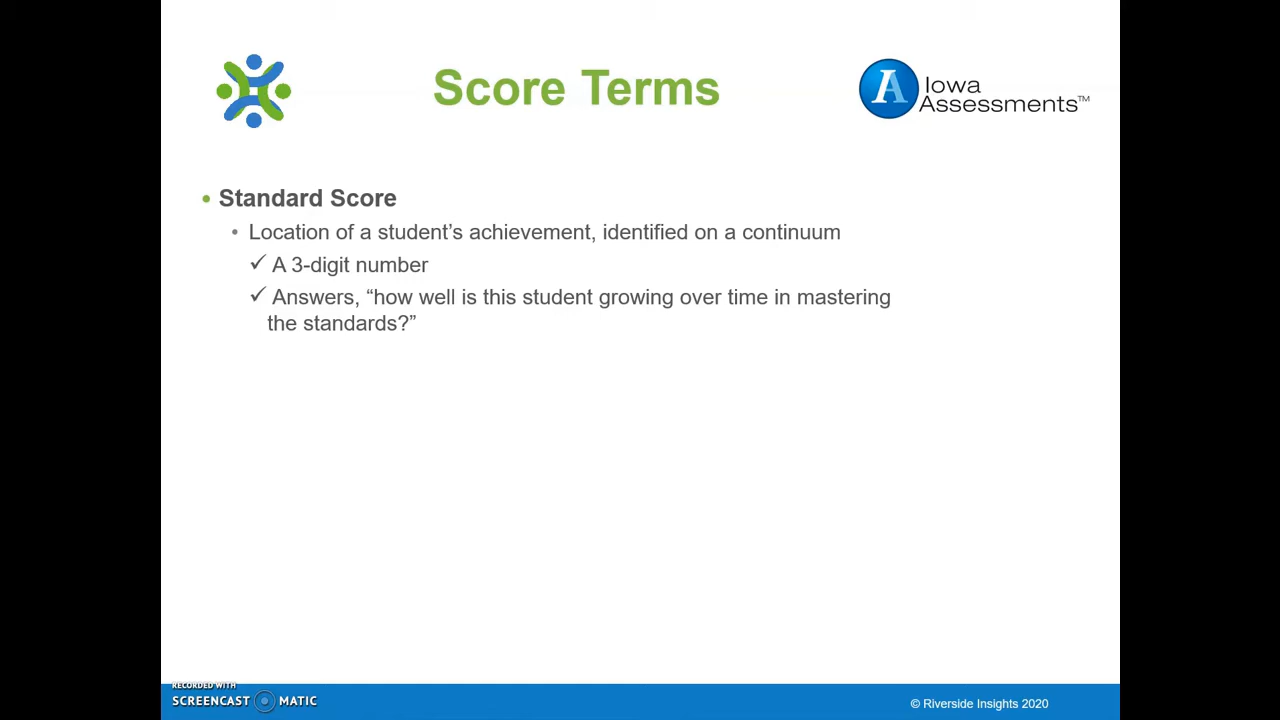 Score Terms
A Iowa
Assessments™
• Standard Score
• Location of a student’s achievement, identified on a continuum
✓ A 3-digit number
✓ Answers, “how well is this student growing over time in mastering
the standards?”
RECORDED WITH
SCREENCAST MATIC
© Riverside Insights 2020